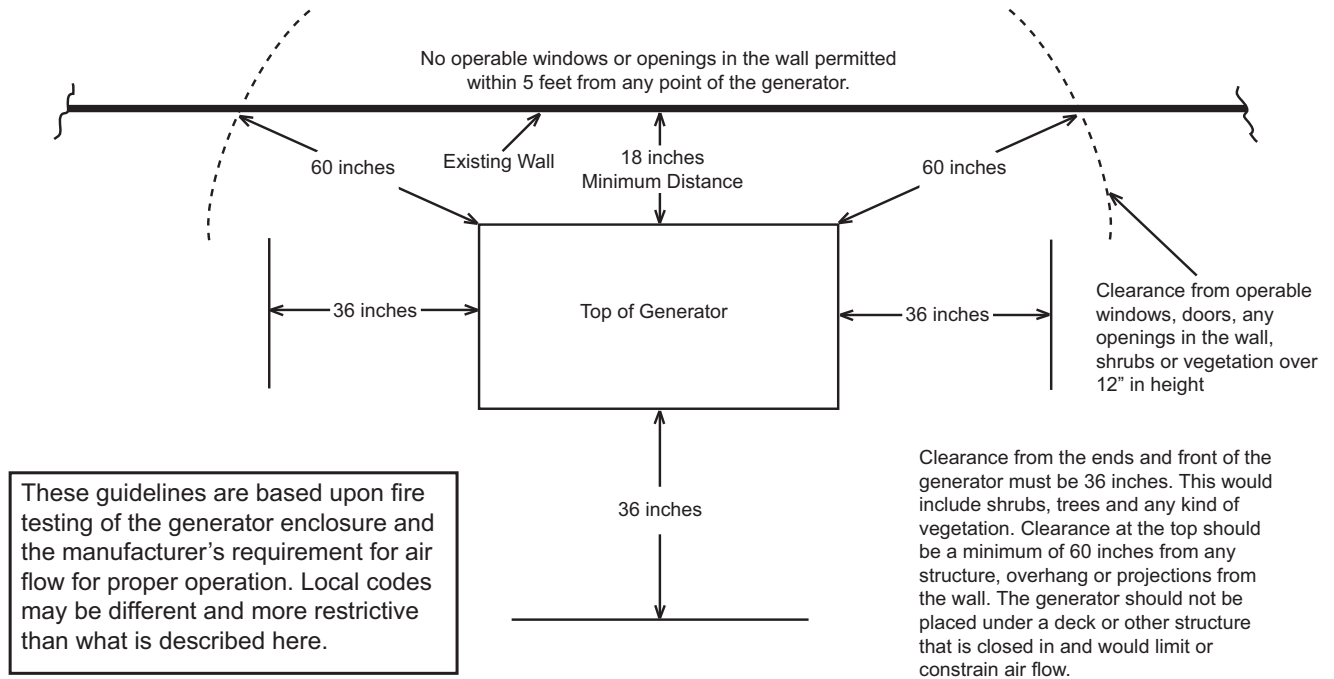 No operable windows or openings in the wall permitted
within 5 feet from any point of the generator.
60 inches
Existing Wall
18 inches
Minimum Distance
60 inches
36 inches
Top of Generator
36 inches
Clearance from operable
windows, doors, any
openings in the wall,
shrubs or vegetation over
12” in height
36 inches
These guidelines are based upon fire
testing of the generator enclosure and
the manufacturer’s requirement for air
flow for proper operation. Local codes
may be different and more restrictive
than what is described here.
Clearance from the ends and front of the
generator must be 36 inches. This would
include shrubs, trees and any kind of
vegetation. Clearance at the top should
be a minimum of 60 inches from any
structure, overhang or projections from
the wall. The generator should not be
placed under a deck or other structure
that is closed in and would limit or
constrain air flow.